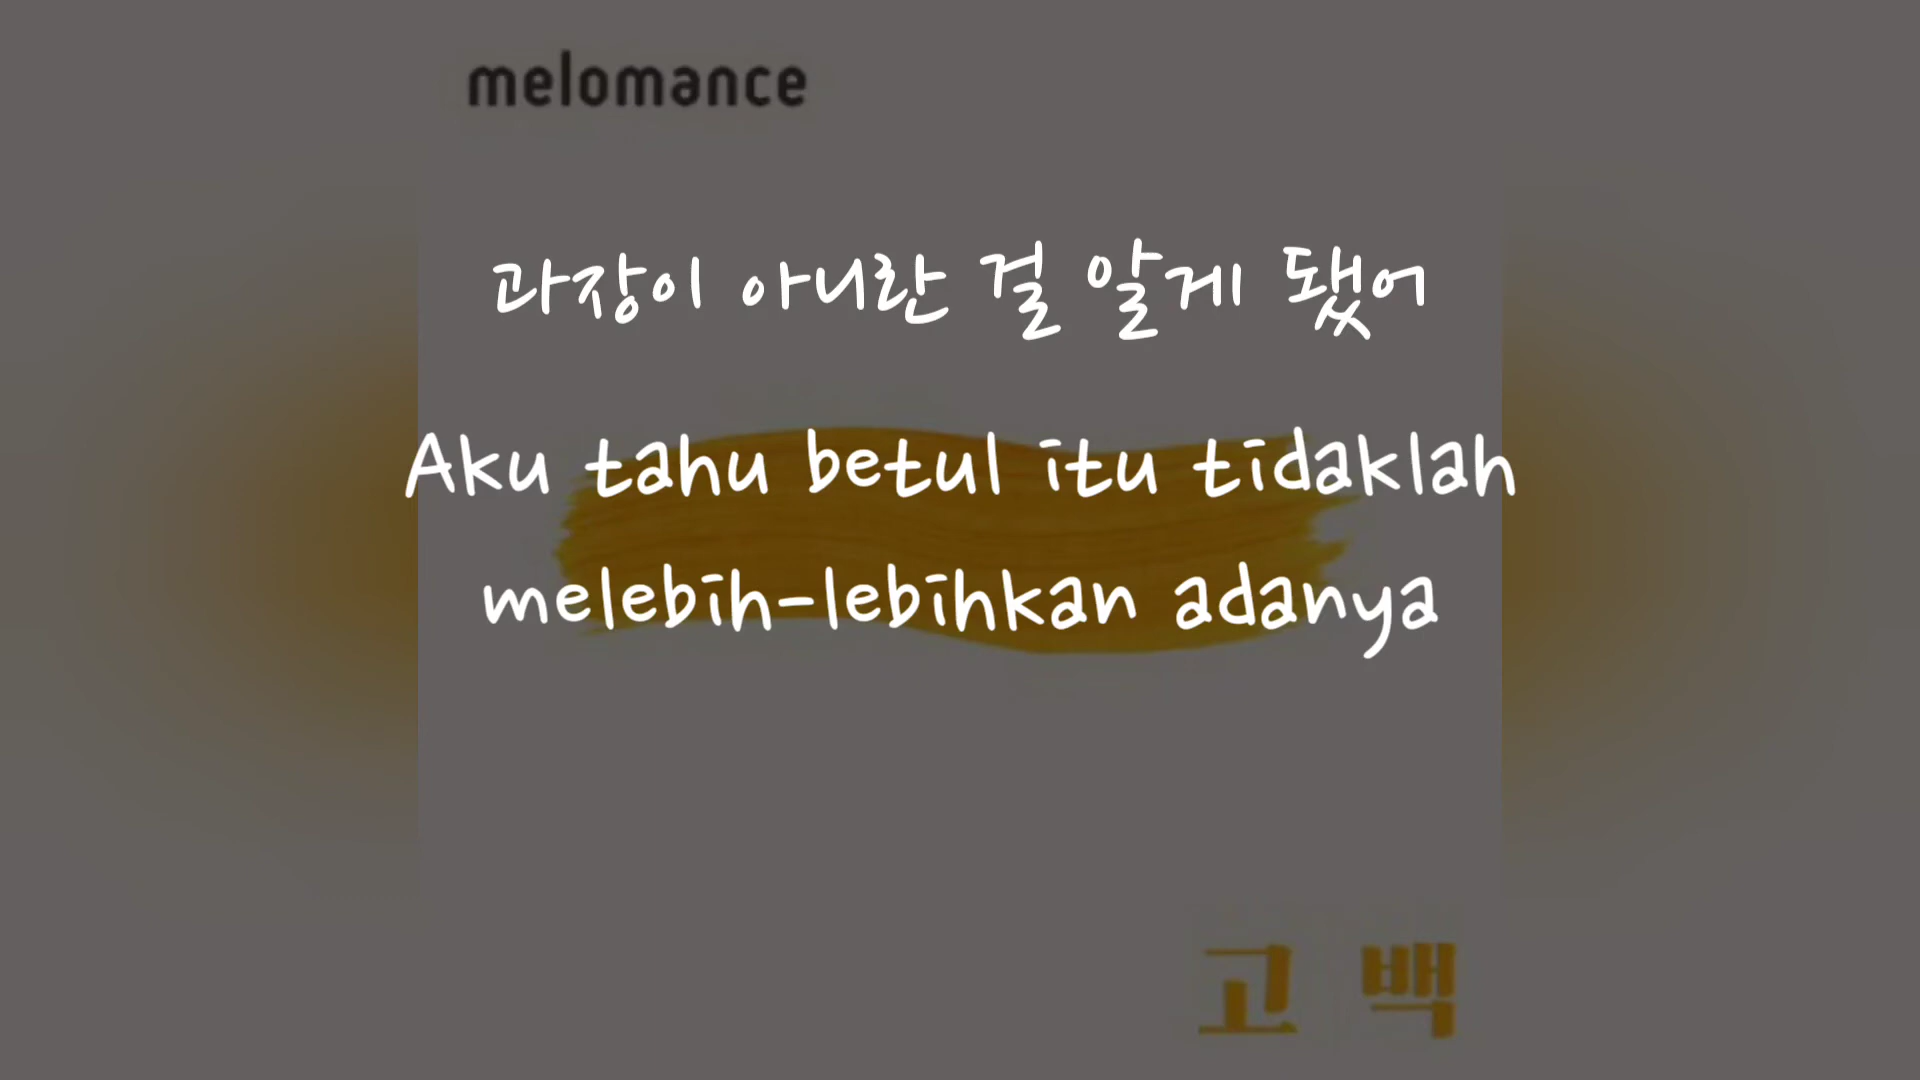 melomance
과장이 아니란 걸 알게 됐어
Aku tahu betul itu tidaklah
melebih-lebihkan adanya
고 백